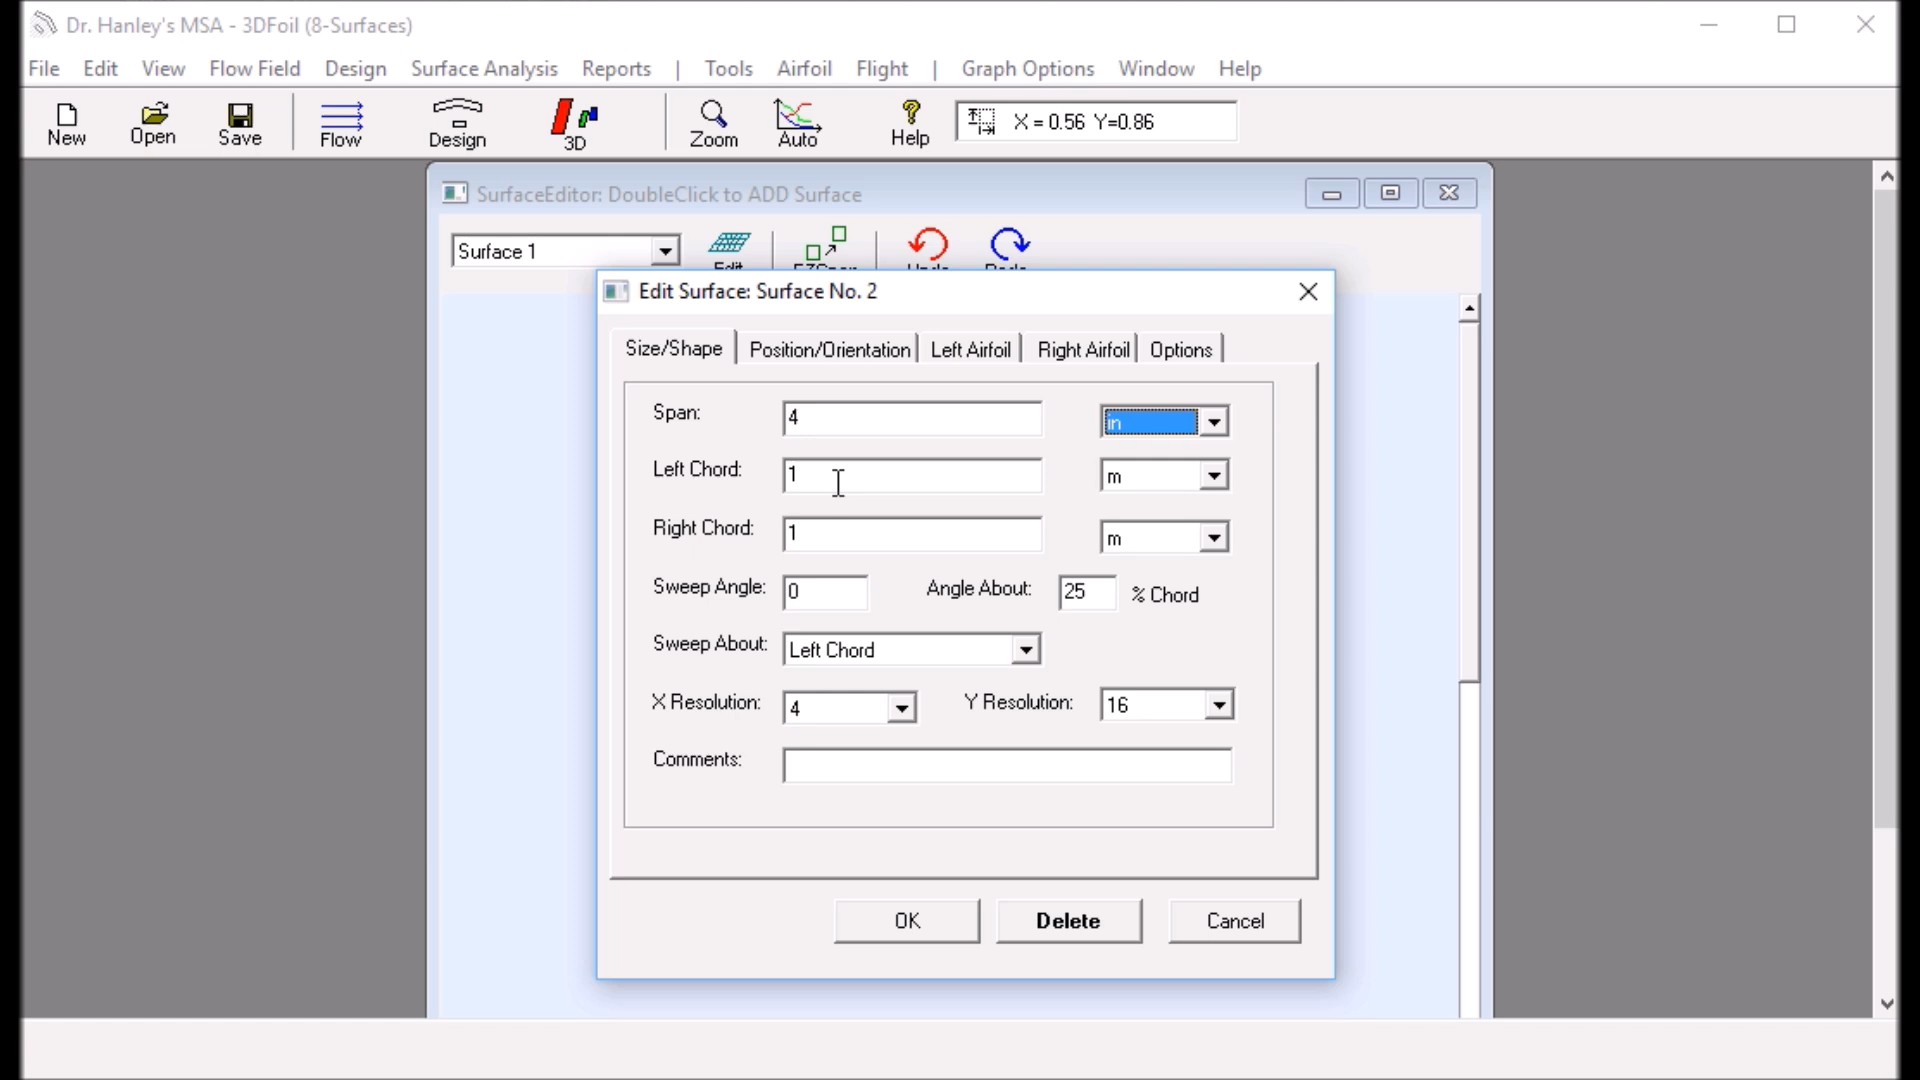 Dr. Hanley's MSA - 3DFoil (8-Surfaces)
File Edit View Flow Field Design Surface Analysis Reports | Tools Airfoil Flight | Graph Options Window Help
New Open Save Flow Design 3D Zoom Auto Help X = 0.56 Y=0.86
SurfaceEditor: DoubleClick to ADD Surface
Surface 1
Edit Undo Redo
Edit Surface: Surface No. 2
Size/Shape Position/Orientation Left Airfoil Right Airfoil Options
Span: 4 in
Left Chord: 1 m
Right Chord: 1 m
Sweep Angle: 0 Angle About: 25 % Chord
Sweep About: Left Chord
X Resolution: 4 Y Resolution: 16
Comments:
OK Delete Cancel